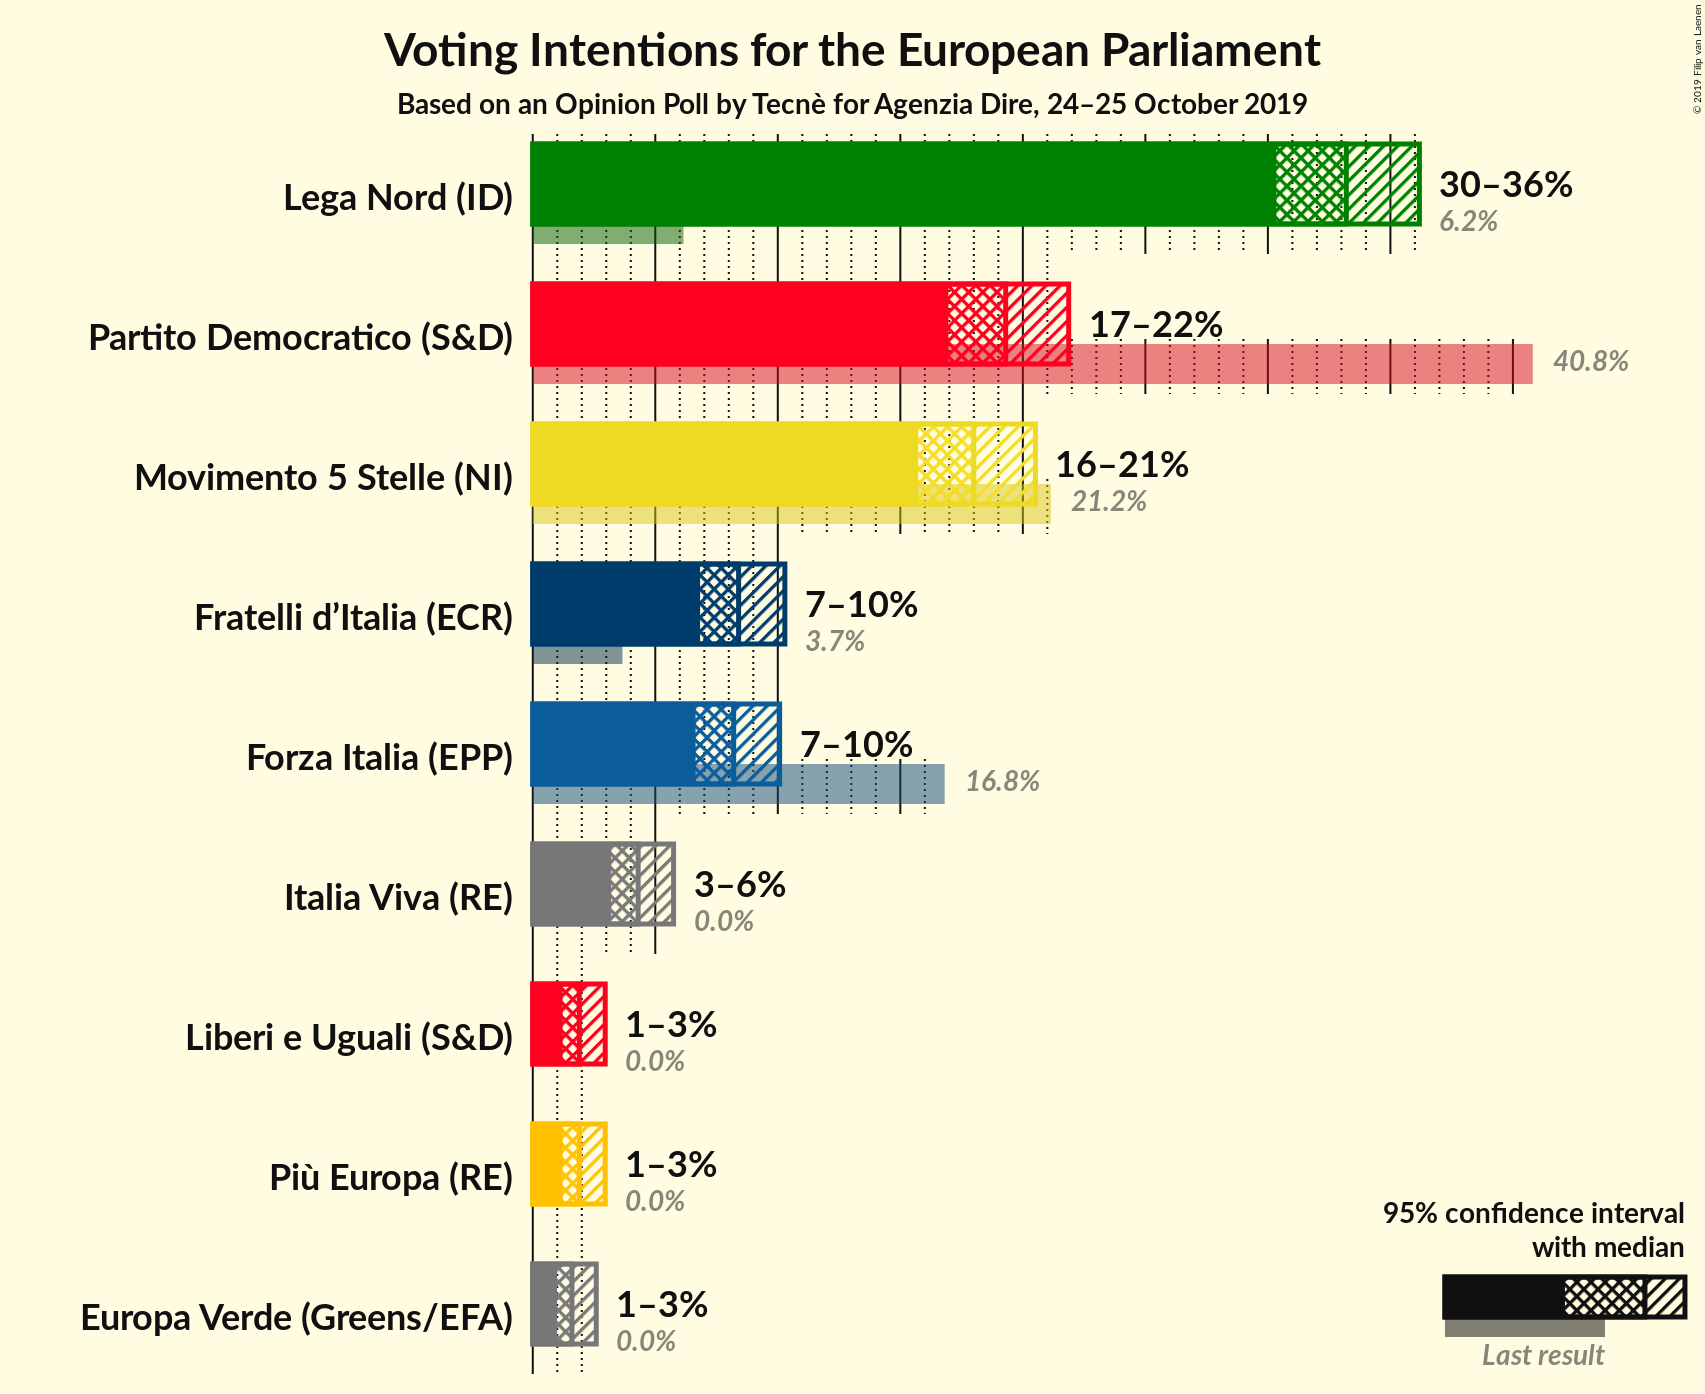 Voting Intentions for the European Parliament
Based on an Opinion Poll by Tecnè for Agenzia Dire, 24–25 October 2019
© 2019 Filip van Laenen
Lega Nord (ID)
30–36%
6.2%
Partito Democratico (S&D)
17–22%
40.8%
Movimento 5 Stelle (NI)
16–21%
21.2%
Fratelli d’Italia (ECR)
7–10%
3.7%
Forza Italia (EPP)
7–10%
16.8%
Italia Viva (RE)
3–6%
0.0%
Liberi e Uguali (S&D)
1–3%
0.0%
Più Europa (RE)
1–3%
0.0%
Europa Verde (Greens/EFA)
1–3%
0.0%
95% confidence interval
with median
Last result